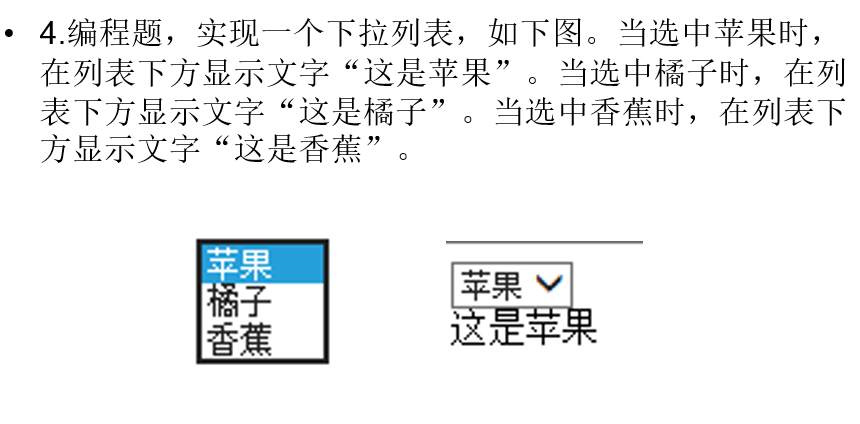 • 4.编程题，实现一个下拉列表，如下图。当选中苹果时，
在列表下方显示文字“这是苹果”。当选中橘子时，在列
表下方显示文字“这是橘子”。当选中香蕉时，在列表下
方显示文字“这是香蕉”。
苹果
橘子
香蕉
苹果
这是苹果